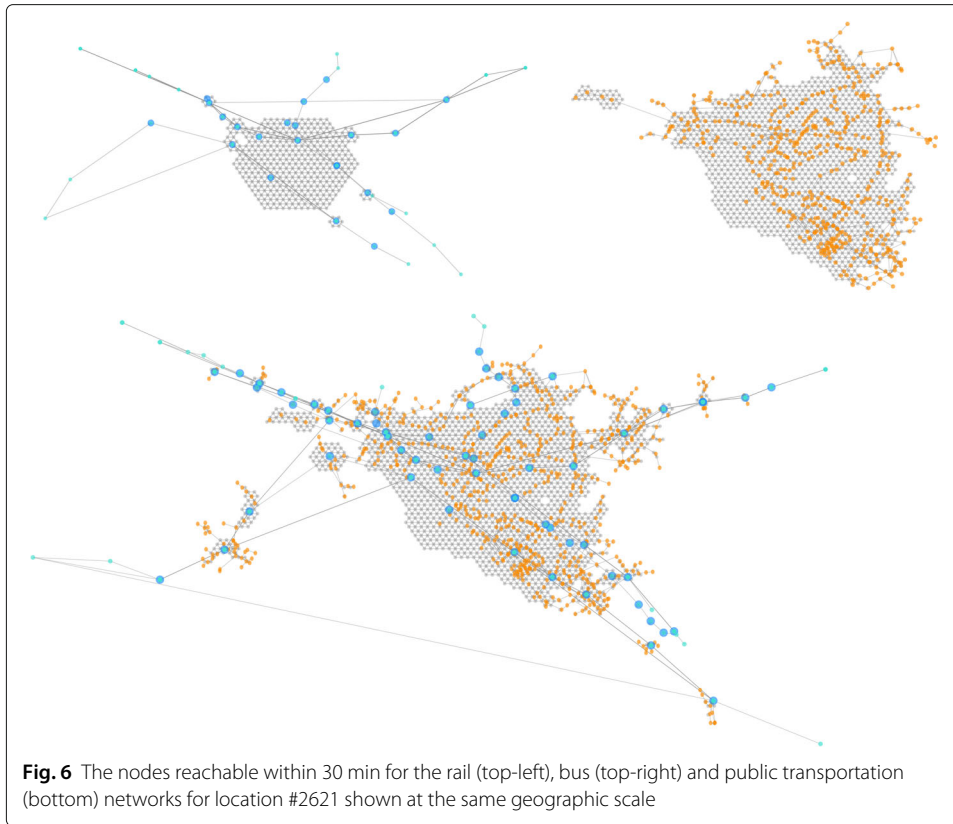 Fig. 6 The nodes reachable within 30 min for the rail (top-left), bus (top-right) and public transportation
(bottom) networks for location #2621 shown at the same geographic scale